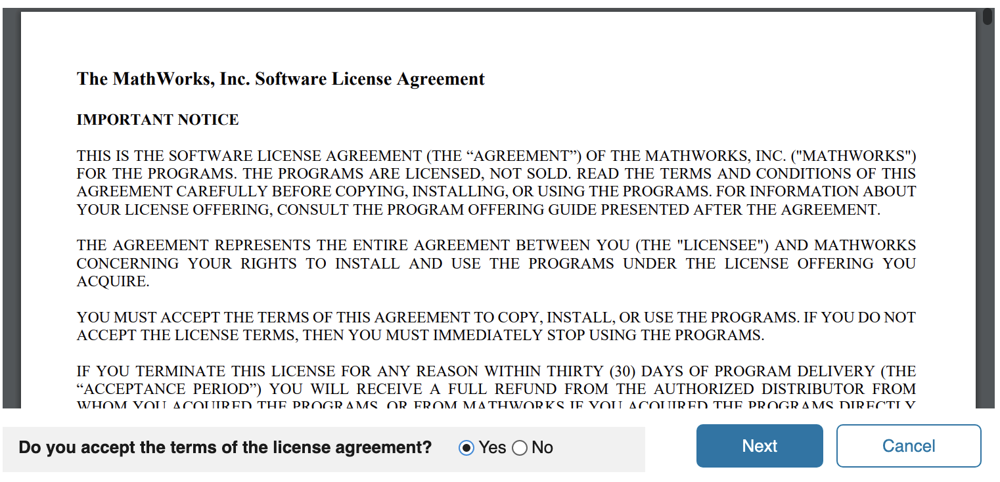 The MathWorks, Inc. Software License Agreement
IMPORTANT NOTICE
THIS IS THE SOFTWARE LICENSE AGREEMENT (THE “AGREEMENT”) OF THE MATHWORKS, INC. ("MATHWORKS")
FOR THE PROGRAMS. THE PROGRAMS ARE LICENSED, NOT SOLD. READ THE TERMS AND CONDITIONS OF THIS
AGREEMENT CAREFULLY BEFORE COPYING, INSTALLING, OR USING THE PROGRAMS. FOR INFORMATION ABOUT
YOUR LICENSE OFFERING, CONSULT THE PROGRAM OFFERING GUIDE PRESENTED AFTER THE AGREEMENT.
THE AGREEMENT REPRESENTS THE ENTIRE AGREEMENT BETWEEN YOU (THE "LICENSEE") AND MATHWORKS
CONCERNING YOUR RIGHTS TO INSTALL AND USE THE PROGRAMS UNDER THE LICENSE OFFERING YOU
ACQUIRE.
YOU MUST ACCEPT THE TERMS OF THIS AGREEMENT TO COPY, INSTALL, OR USE THE PROGRAMS. IF YOU DO NOT
ACCEPT THE LICENSE TERMS, THEN YOU MUST IMMEDIATELY STOP USING THE PROGRAMS.
IF YOU TERMINATE THIS LICENSE FOR ANY REASON WITHIN THIRTY (30) DAYS OF PROGRAM DELIVERY (THE
“ACCEPTANCE PERIOD”) YOU WILL RECEIVE A FULL REFUND FROM THE AUTHORIZED DISTRIBUTOR FROM
WHOM YOU ACQUIRED THE PROGRAMS, OR FROM MATHWORKS IF YOU ACQUIRED THE PROGRAMS DIRECTLY
Do you accept the terms of the license agreement? Yes No
Next Cancel